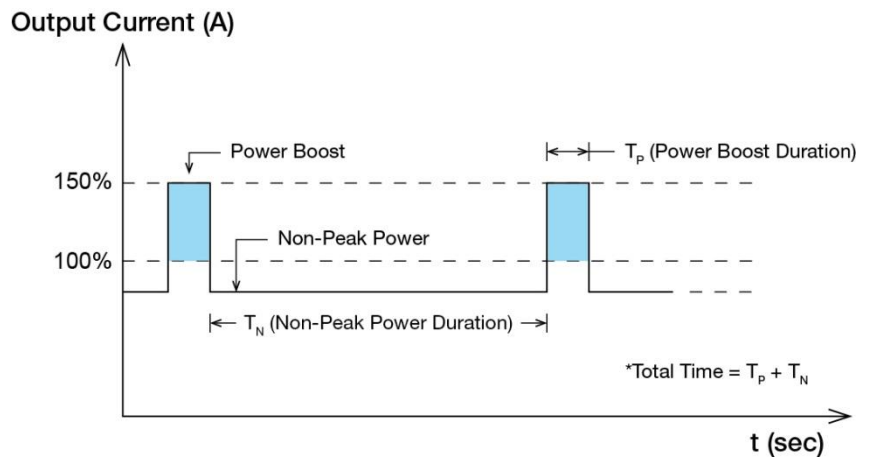 Output Current (A)
Power Boost
T_P (Power Boost Duration)
150%
Non-Peak Power
100%
T_N (Non-Peak Power Duration)
*Total Time = T_P + T_N
t (sec)